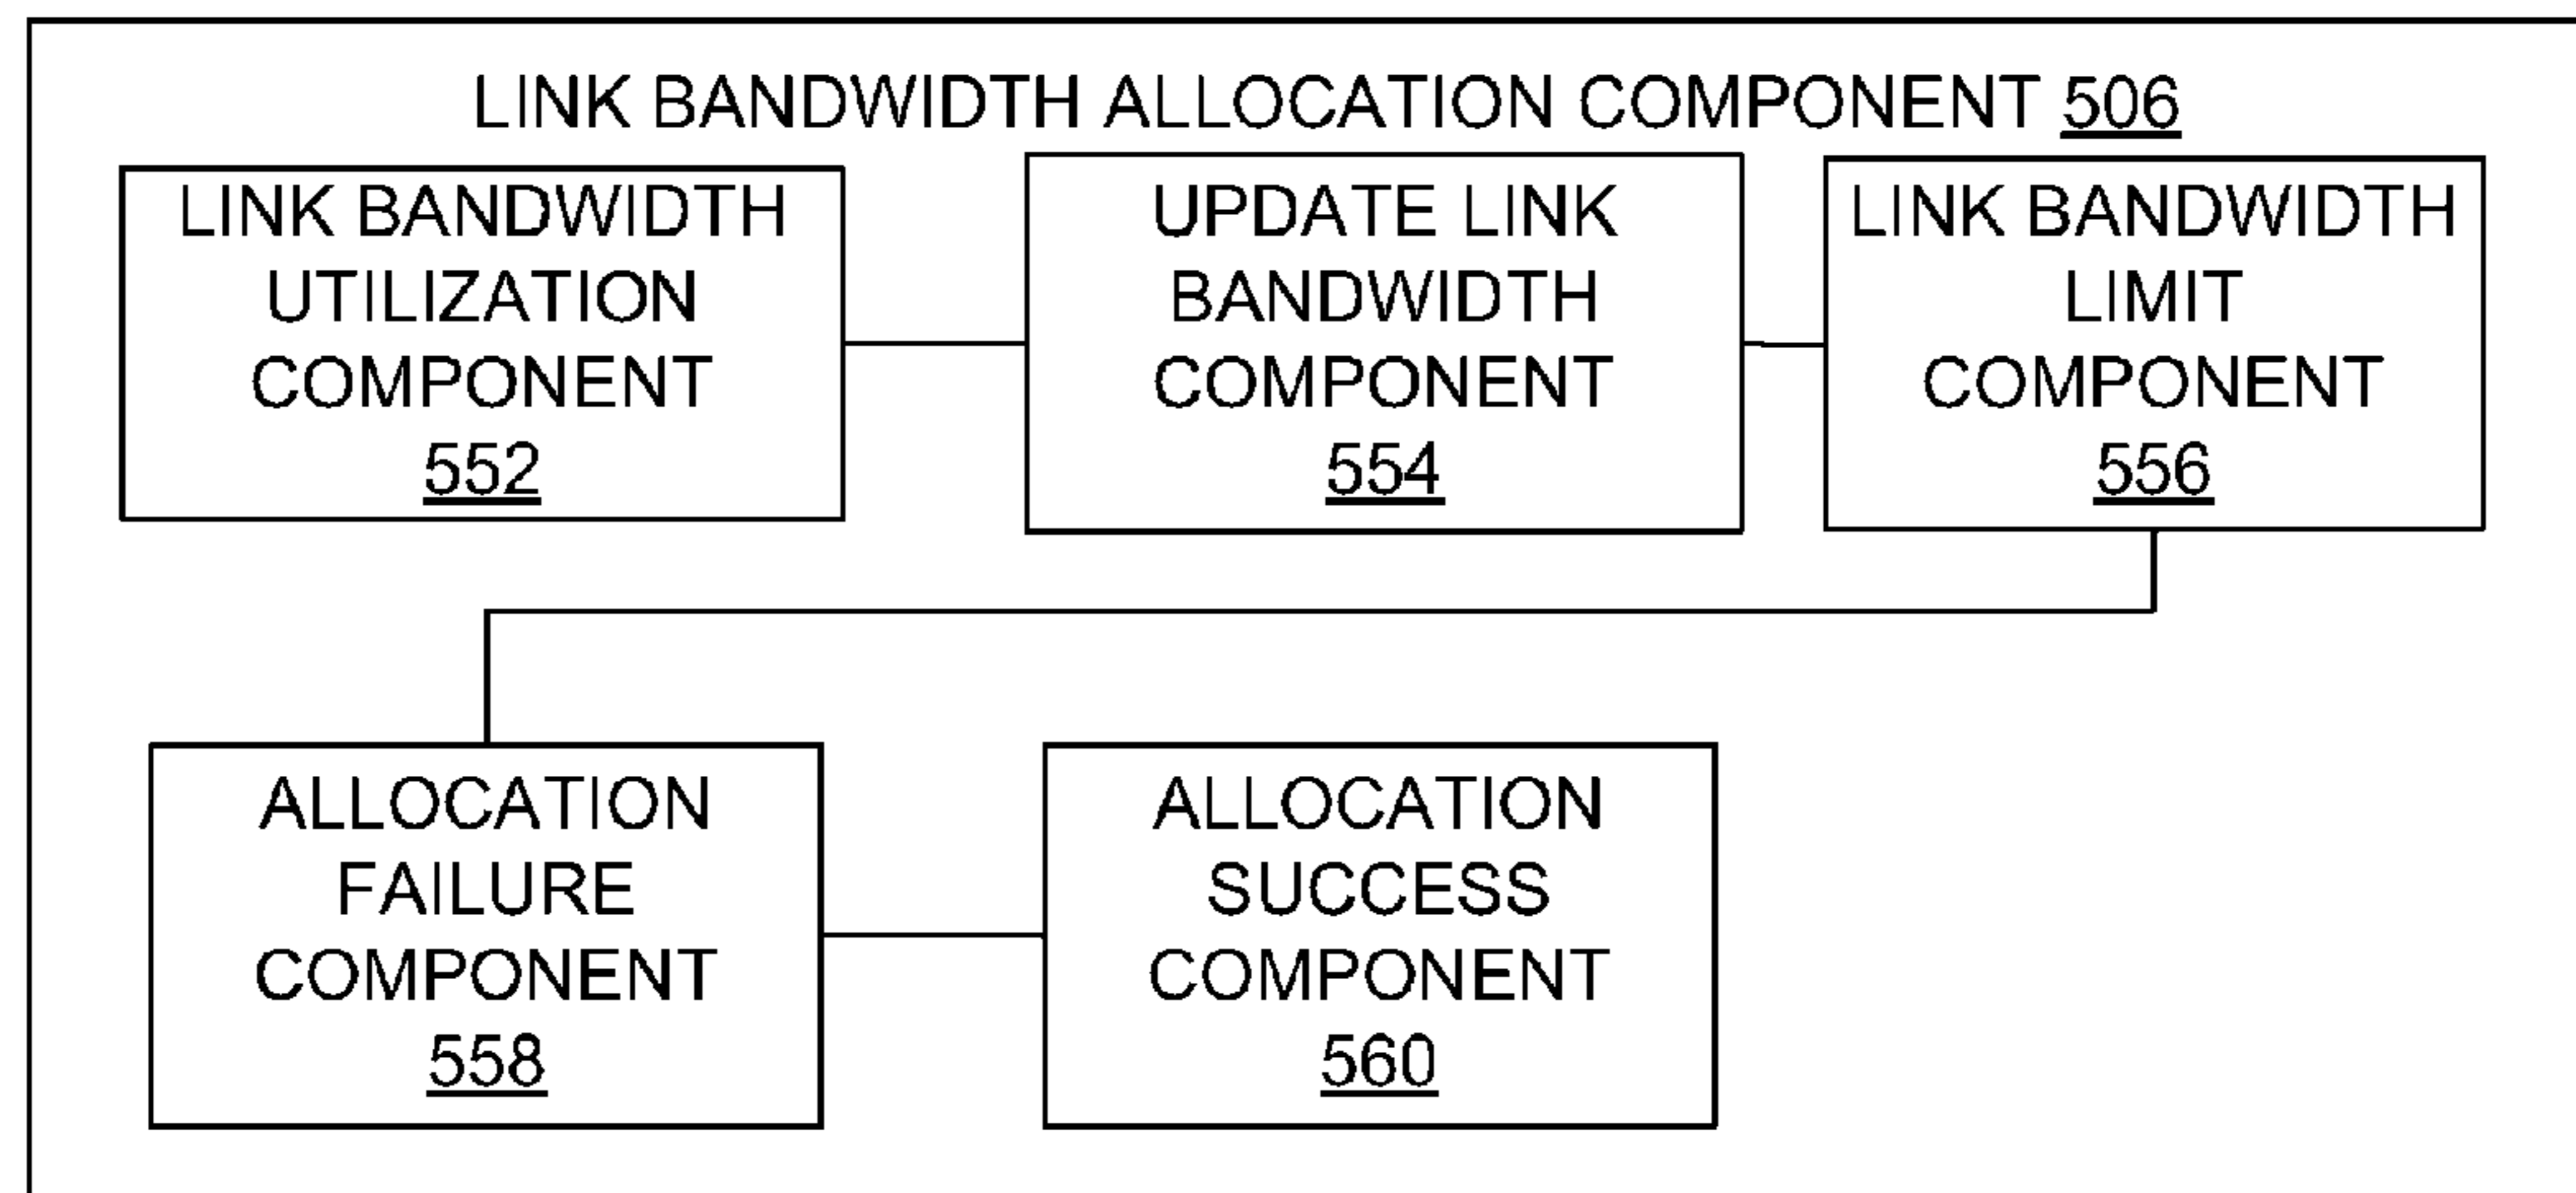 LINK BANDWIDTH ALLOCATION COMPONENT 506
LINK BANDWIDTH
UTILIZATION
COMPONENT
552
UPDATE LINK
BANDWIDTH
COMPONENT
554
LINK BANDWIDTH
LIMIT
COMPONENT
556
ALLOCATION
FAILURE
COMPONENT
558
ALLOCATION
SUCCESS
COMPONENT
560